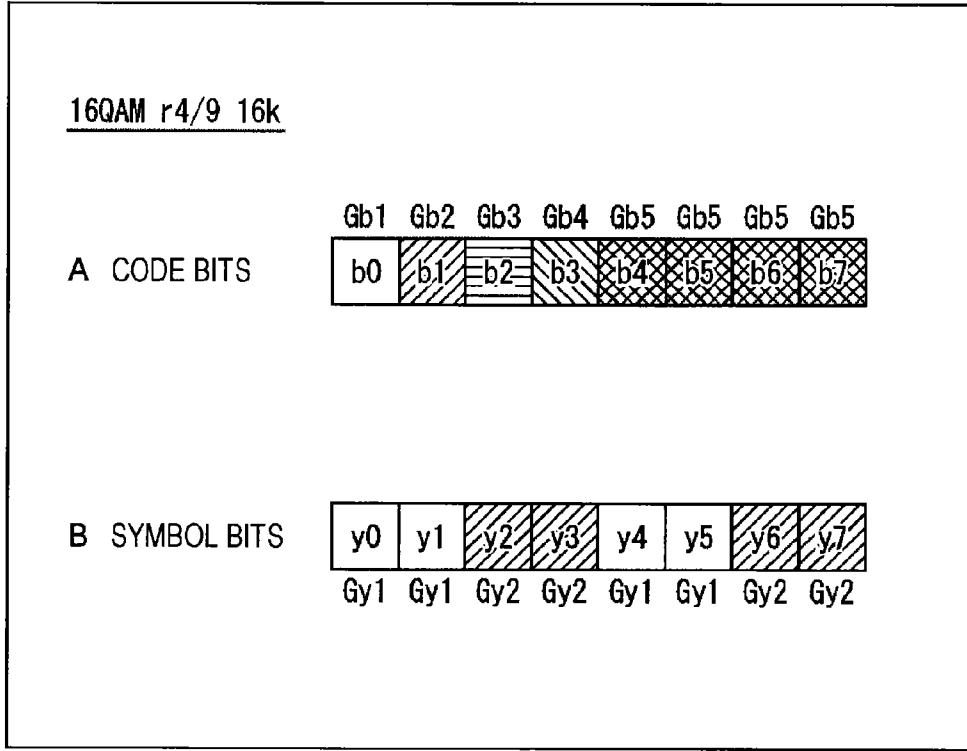 16QAM r4/9 16k
Gb1 Gb2 Gb3 Gb4 Gb5 Gb5 Gb5 Gb5
A CODE BITS b0 b1 b2 b3 b4 b5 b6 b7
B SYMBOL BITS y0 y1 y2 y3 y4 y5 y6 y7
Gy1 Gy1 Gy2 Gy2 Gy1 Gy1 Gy2 Gy2